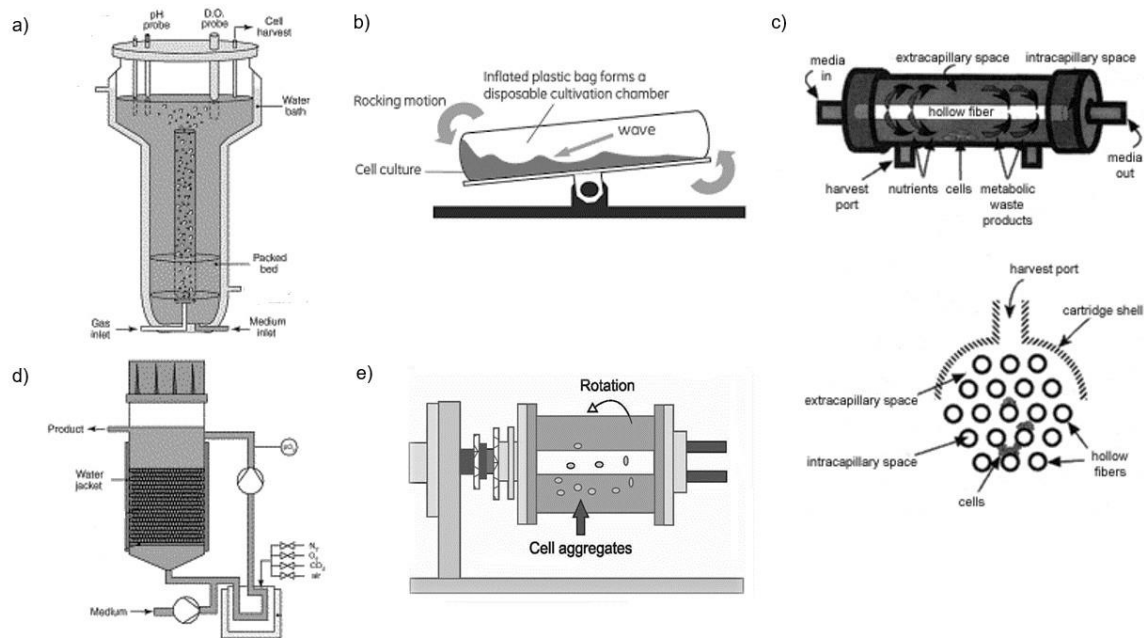 a)
pH
probe
D.O.
probe
Cell
harvest
Water
bath
Packed
bed
Gas
inlet
Medium
inlet
b)
Inflated plastic bag forms a
disposable cultivation chamber
Rocking motion
wave
Cell culture
c)
media
in
extracapillary space
intracapillary space
hollow fiber
media
out
harvest
port
nutrients
cells
metabolic
waste
products
harvest port
cartridge shell
extracapillary space
intracapillary space
hollow
fibers
cells
d)
Product
Water
jacket
CO₂
air
Medium
e)
Rotation
Cell aggregates